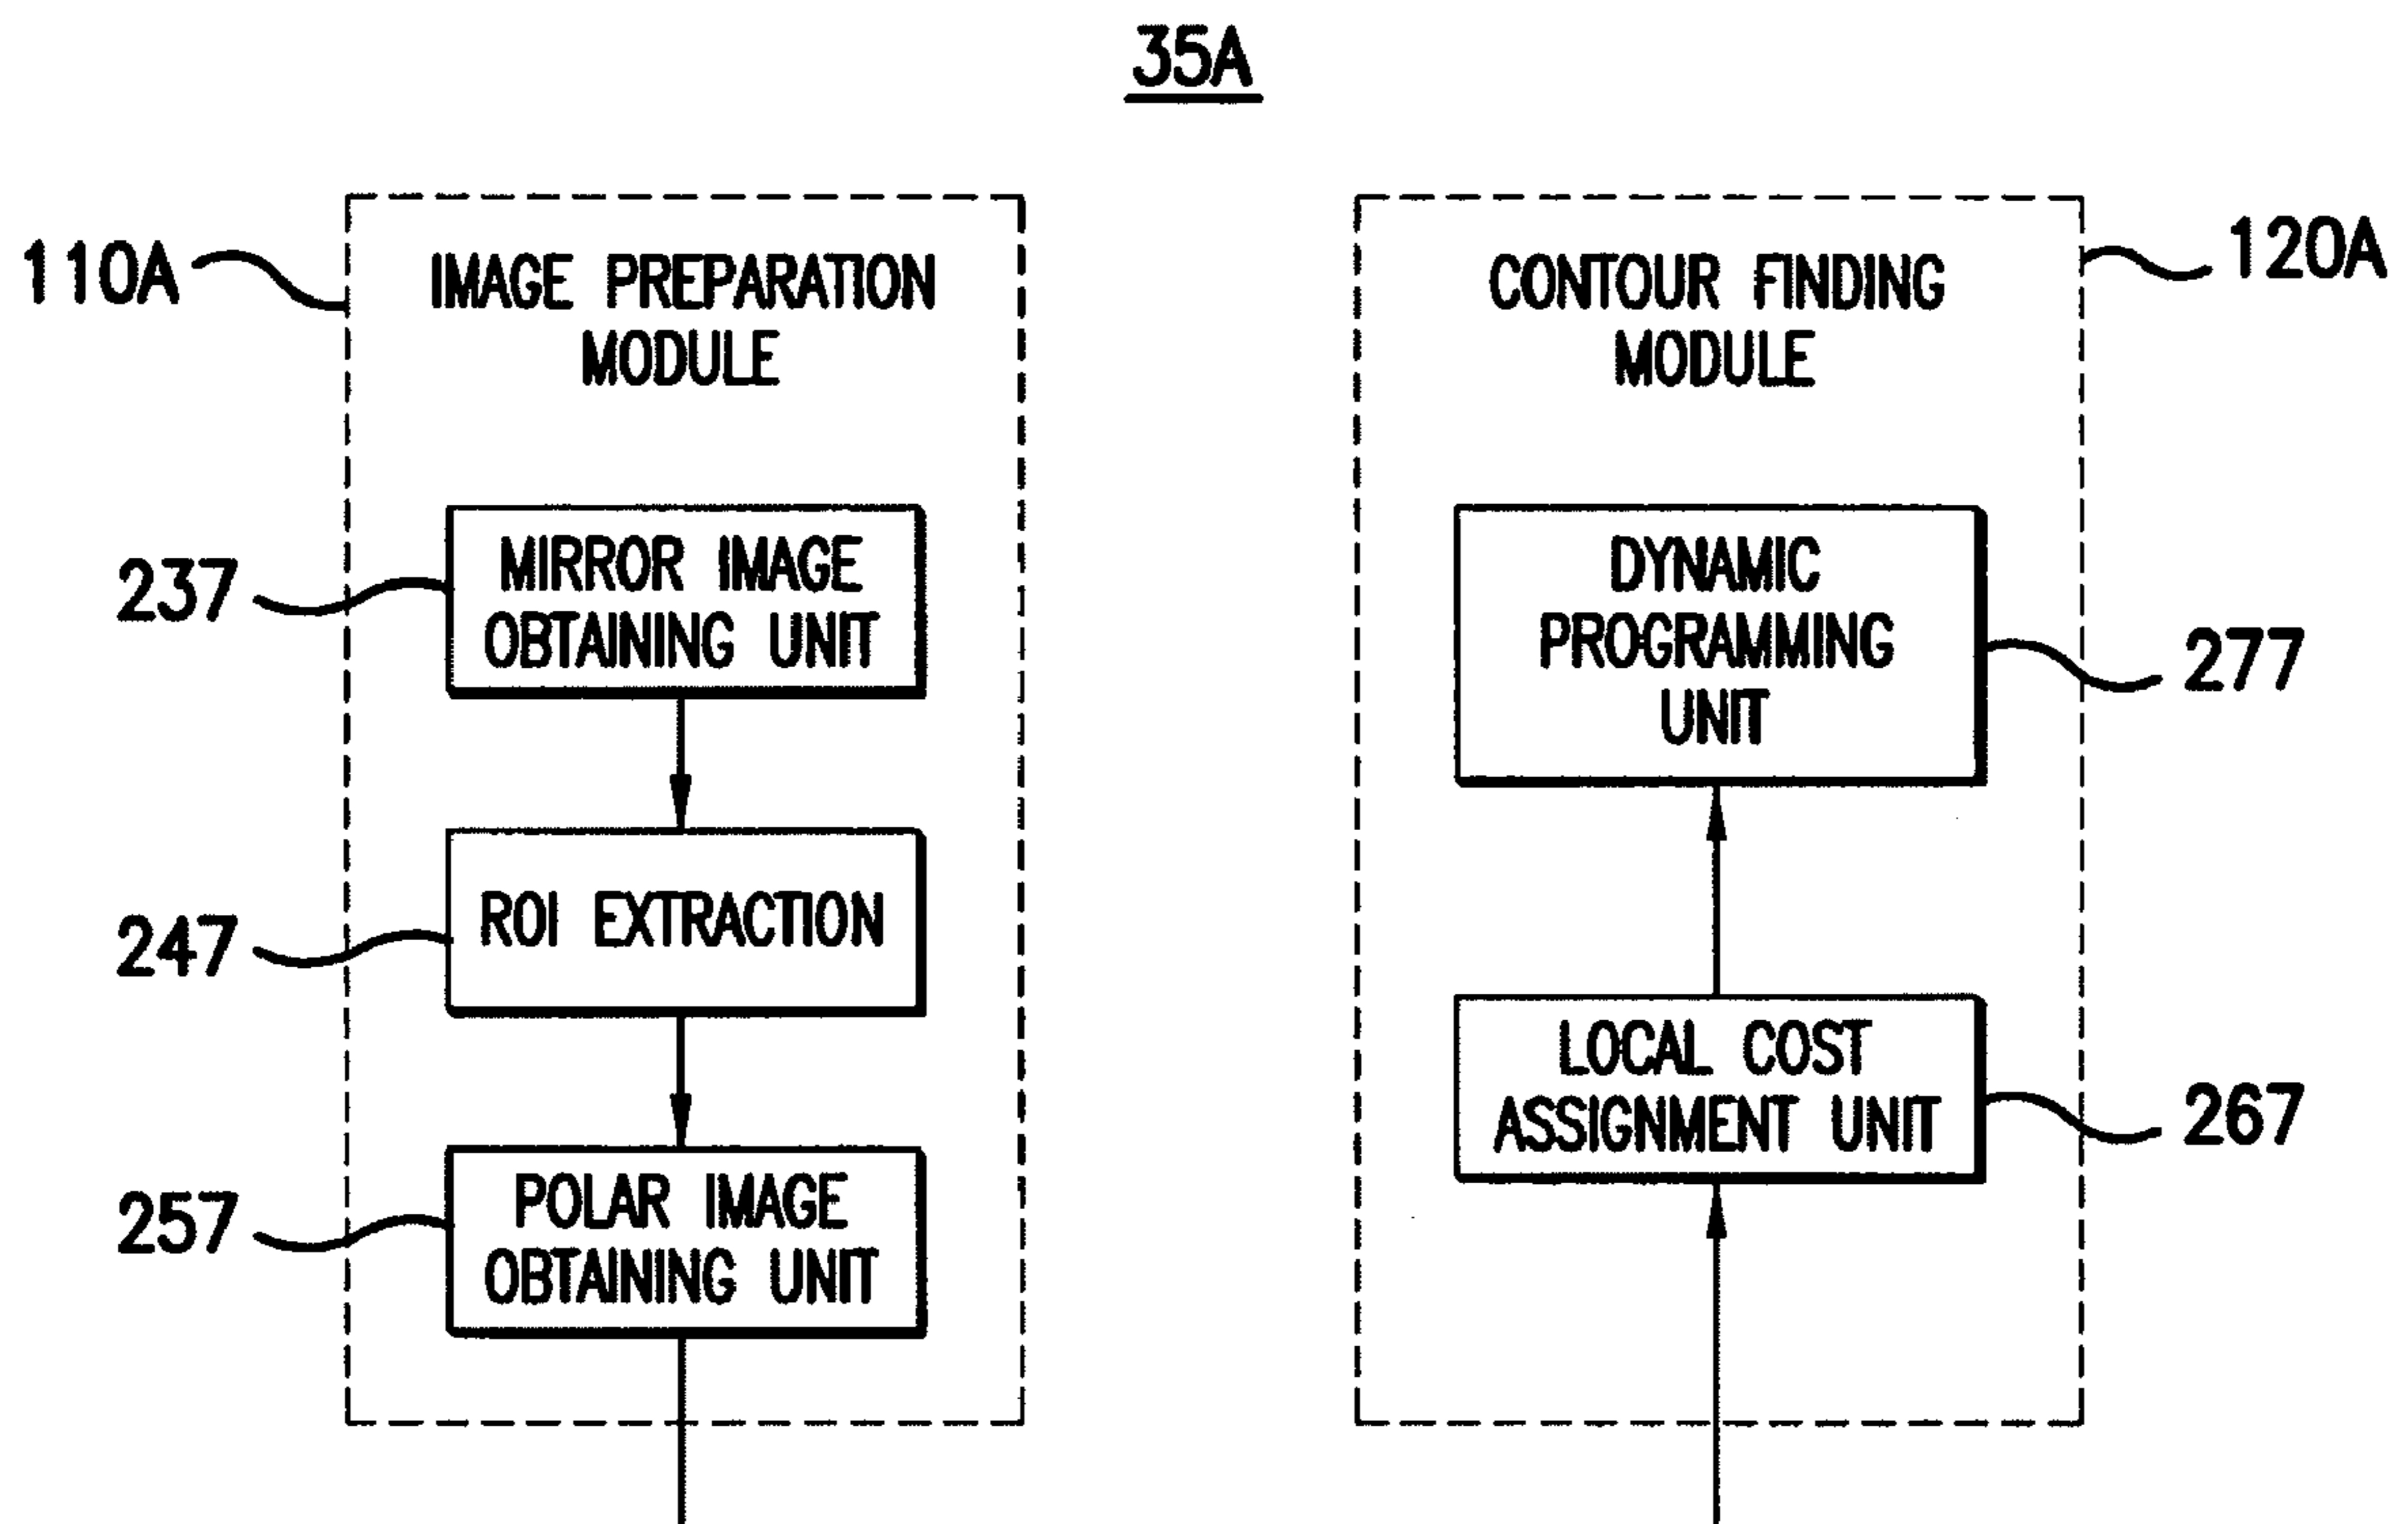 35A
110A
IMAGE PREPARATION
MODULE
237
MIRROR IMAGE
OBTAINING UNIT
247
ROI EXTRACTION
257
POLAR IMAGE
OBTAINING UNIT
120A
CONTOUR FINDING
MODULE
DYNAMIC
PROGRAMMING
UNIT
277
LOCAL COST
ASSIGNMENT UNIT
267